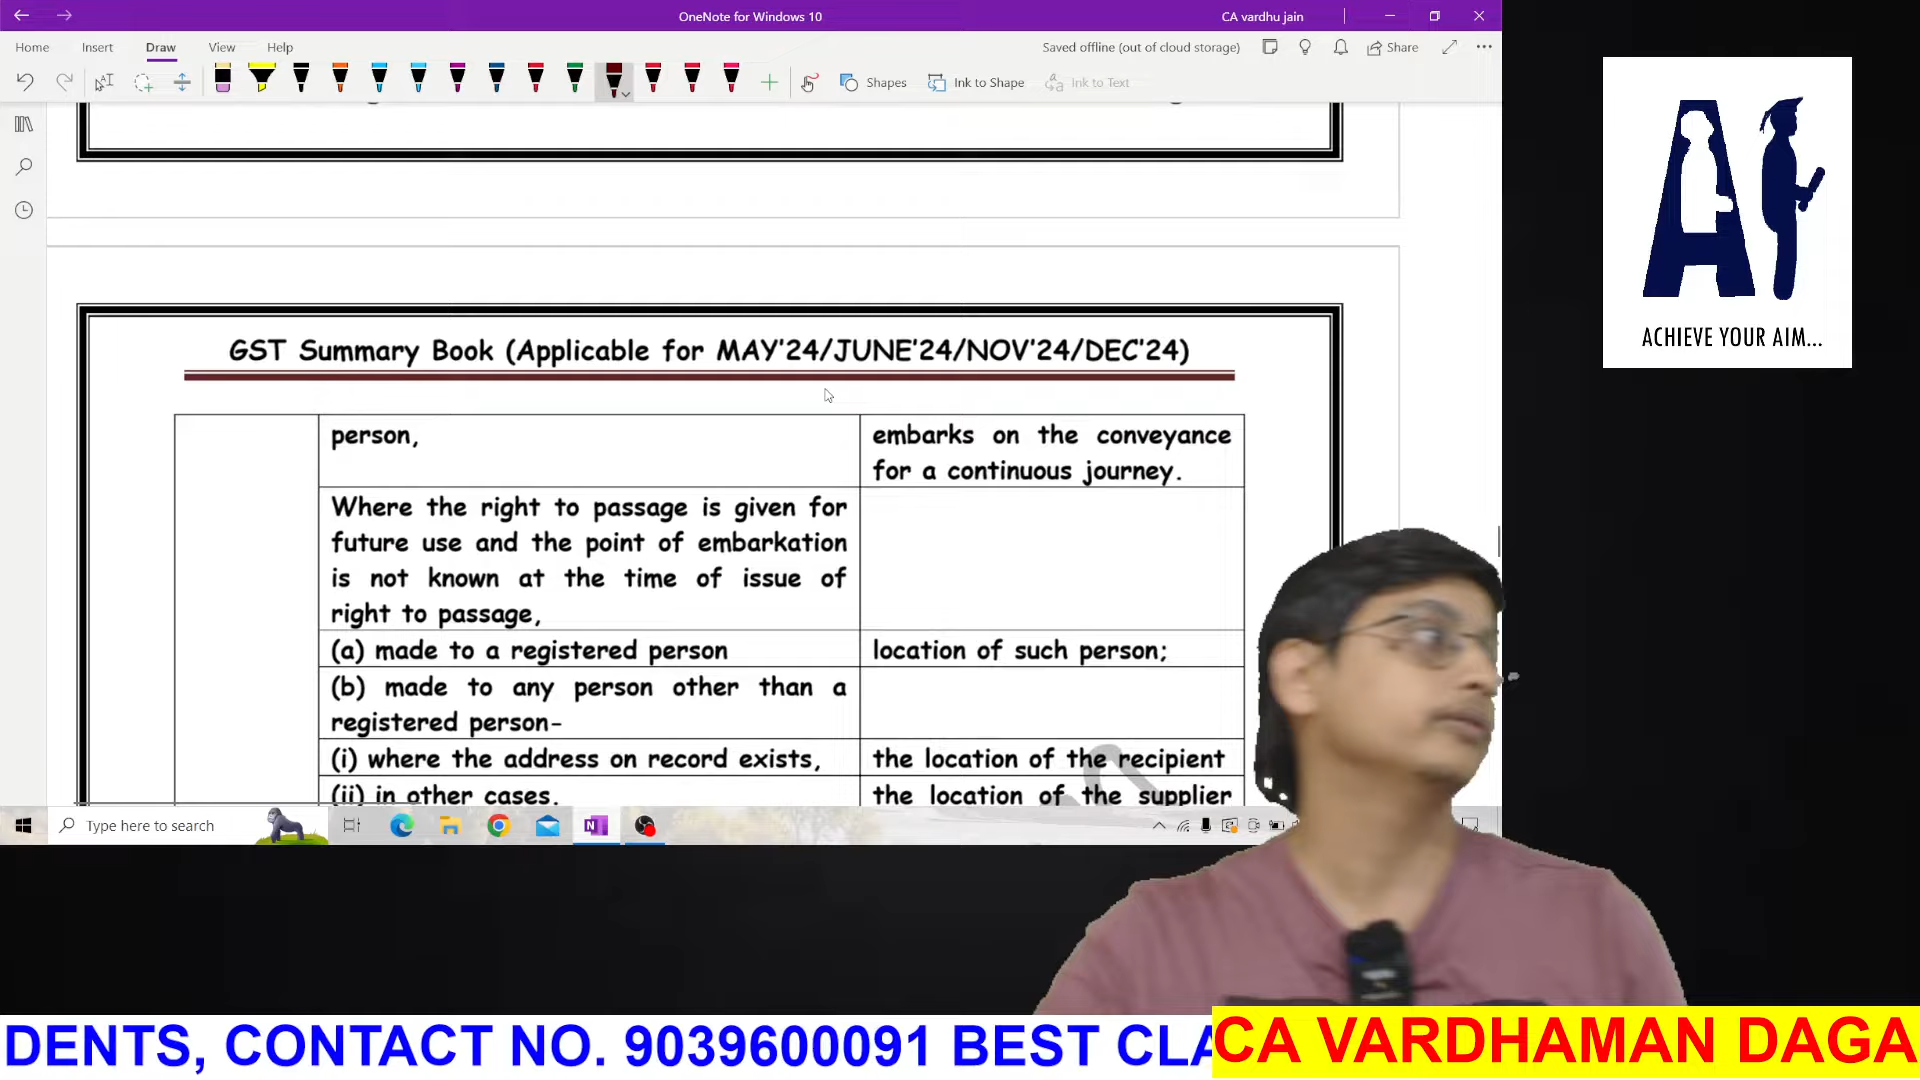 OneNote for Windows 10
CA vardhu jain
Home Insert Draw View Help
Saved offline (out of cloud storage)
Share
Shapes
Ink to Shape
Ink to Text
GST Summary Book (Applicable for MAY'24/JUNE'24/NOV'24/DEC'24)
person,
embarks on the conveyance
for a continuous journey.
Where the right to passage is given for
future use and the point of embarkation
is not known at the time of issue of
right to passage,
(a) made to a registered person
location of such person;
(b) made to any person other than a
registered person-
(i) where the address on record exists,
the location of the recipient
(ii) in other cases.
the location of the supplier
Type here to search
ACHIEVE YOUR AIM...
DENTS, CONTACT NO. 9039600091 BEST CLA
CA VARDHAMAN DAGA